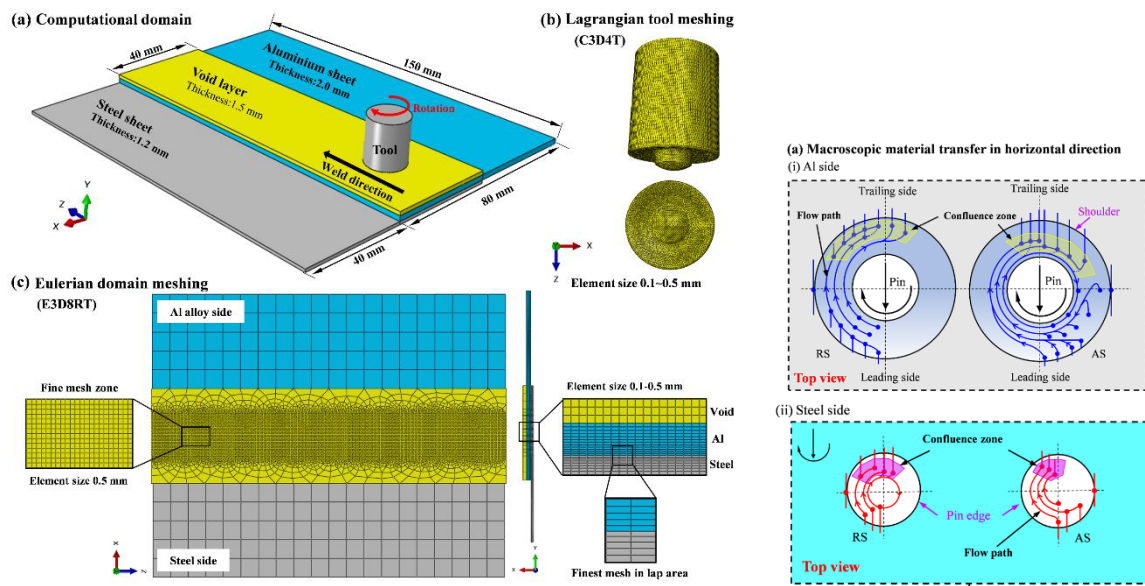 (a) Computational domain
40 mm
150 mm
Aluminium sheet
Thickness:2.0 mm
Void layer
Thickness:1.5 mm
Steel sheet
Thickness:1.2 mm
Rotation
Tool
Weld direction
80 mm
40 mm
Y
Z
X
(b) Lagrangian tool meshing
(C3D4T)
X
Z
Element size 0.1~0.5 mm
(c) Eulerian domain meshing
(E3D8RT)
Al alloy side
Fine mesh zone
Element size 0.5 mm
Steel side
X
Z
X
Y
Element size 0.1-0.5 mm
Void
Al
Steel
Finest mesh in lap area
(a) Macroscopic material transfer in horizontal direction
(i) Al side
Trailing side
Trailing side
Flow path
Confluence zone
Shoulder
Pin
Pin
RS
AS
Leading side
Leading side
Top view
(ii) Steel side
Confluence zone
Pin edge
RS
AS
Flow path
Top view